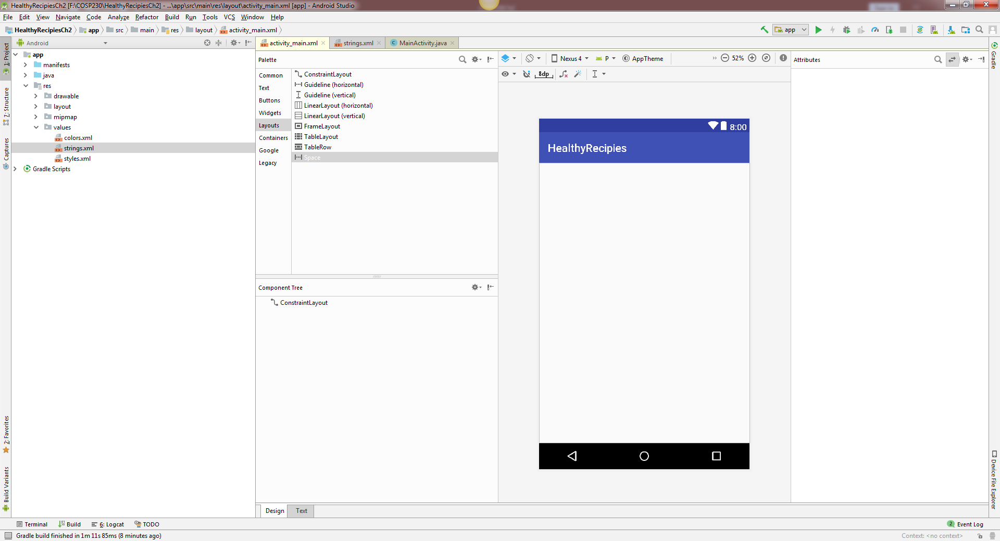 HealthyRecipiesCh2 [F:\COSP230\HealthyRecipiesCh2] - ...\app\src\main\res\layout\activity_main.xml [app] - Android Studio
File Edit View Navigate Code Analyze Refactor Build Run Tools VCS Window Help
HealthyRecipiesCh2 app src main res layout activity_main.xml
app
1: Project
7: Structure
Captures
2: Favorites
Build Variants
Android
app
manifests
java
res
drawable
layout
mipmap
values
colors.xml
strings.xml
styles.xml
Gradle Scripts
activity_main.xml strings.xml MainActivity.java
Palette
Common
Text
Buttons
Widgets
Layouts
Containers
Google
Legacy
ConstraintLayout
Guideline (horizontal)
Guideline (vertical)
LinearLayout (horizontal)
LinearLayout (vertical)
FrameLayout
TableLayout
TableRow
Space
Component Tree
ConstraintLayout
Nexus 4 P AppTheme » 52%
8dp
8:00
HealthyRecipies
Attributes
Gradle
Device File Explorer
Design Text
Terminal Build 6: Logcat TODO
2 Event Log
Gradle build finished in 1m 11s 85ms (8 minutes ago)
Context: <no context>